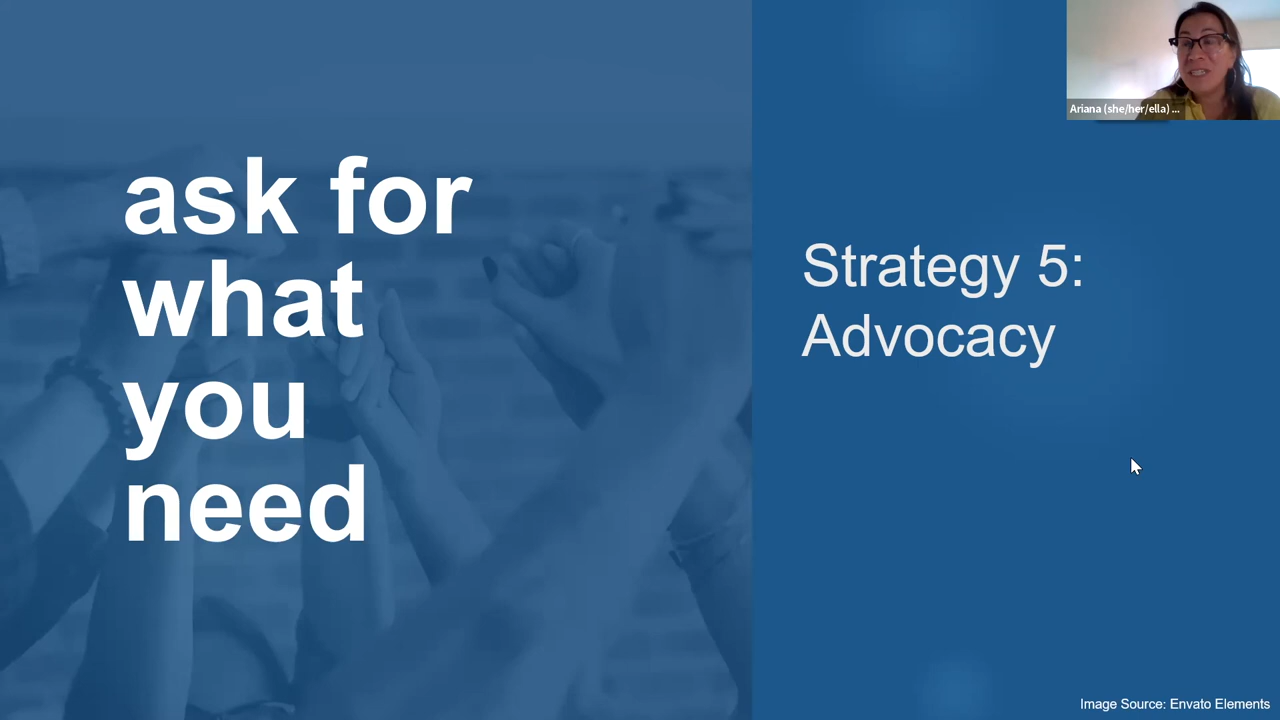 ask for
what
you
need
Strategy 5:
Advocacy
Ariana (she/her/ella) ...
Image Source: Envato Elements